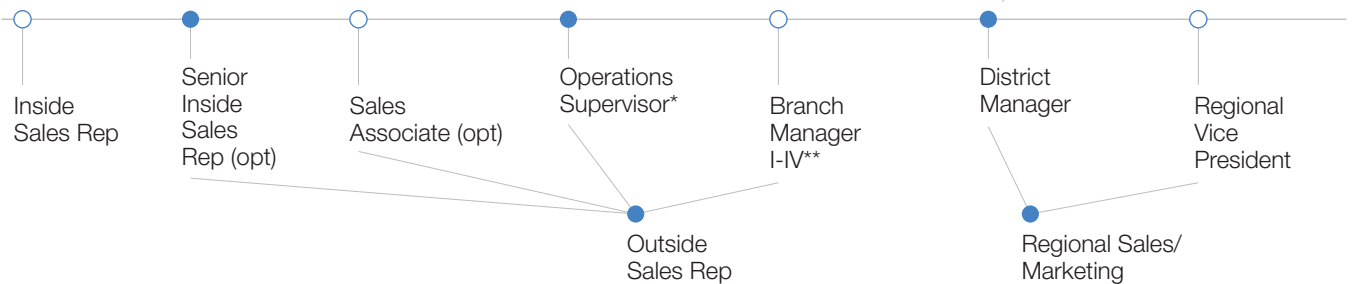 Inside
Sales Rep
Senior
Inside
Sales
Rep (opt)
Sales
Associate (opt)
Operations
Supervisor*
Branch
Manager
I-IV**
District
Manager
Regional
Vice
President
Outside
Sales Rep
Regional Sales/
Marketing